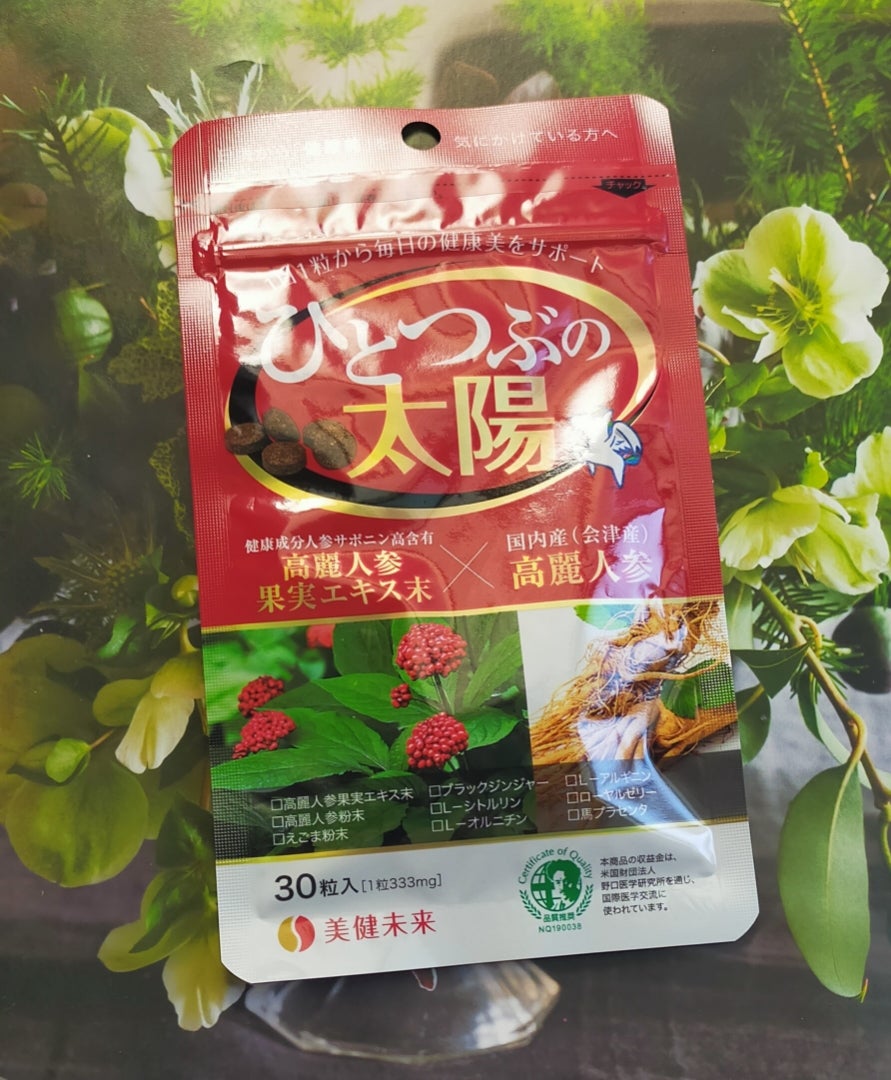 気にかけている方へ
チャック
1日1粒から毎日の健康美をサポート
ひとつぶの
太陽
健康成分人参サポニン高含有
高麗人参
果実エキス末
×
国内産(会津産)
高麗人参
□高麗人参果実エキス末
□高麗人参粉末
□えごま粉末
□ブラックジンジャー
□L－シトルリン
□L－オルニチン
□L－アルギニン
□ローヤルゼリー
□馬プラセンタ
30粒入[1粒333mg]
美健未来
Certificate of Quality
品質推奨
NQ190038
本商品の収益金は、
米国財団法人
野口医学研究所を通じ、
国際医学交流に
使われています。